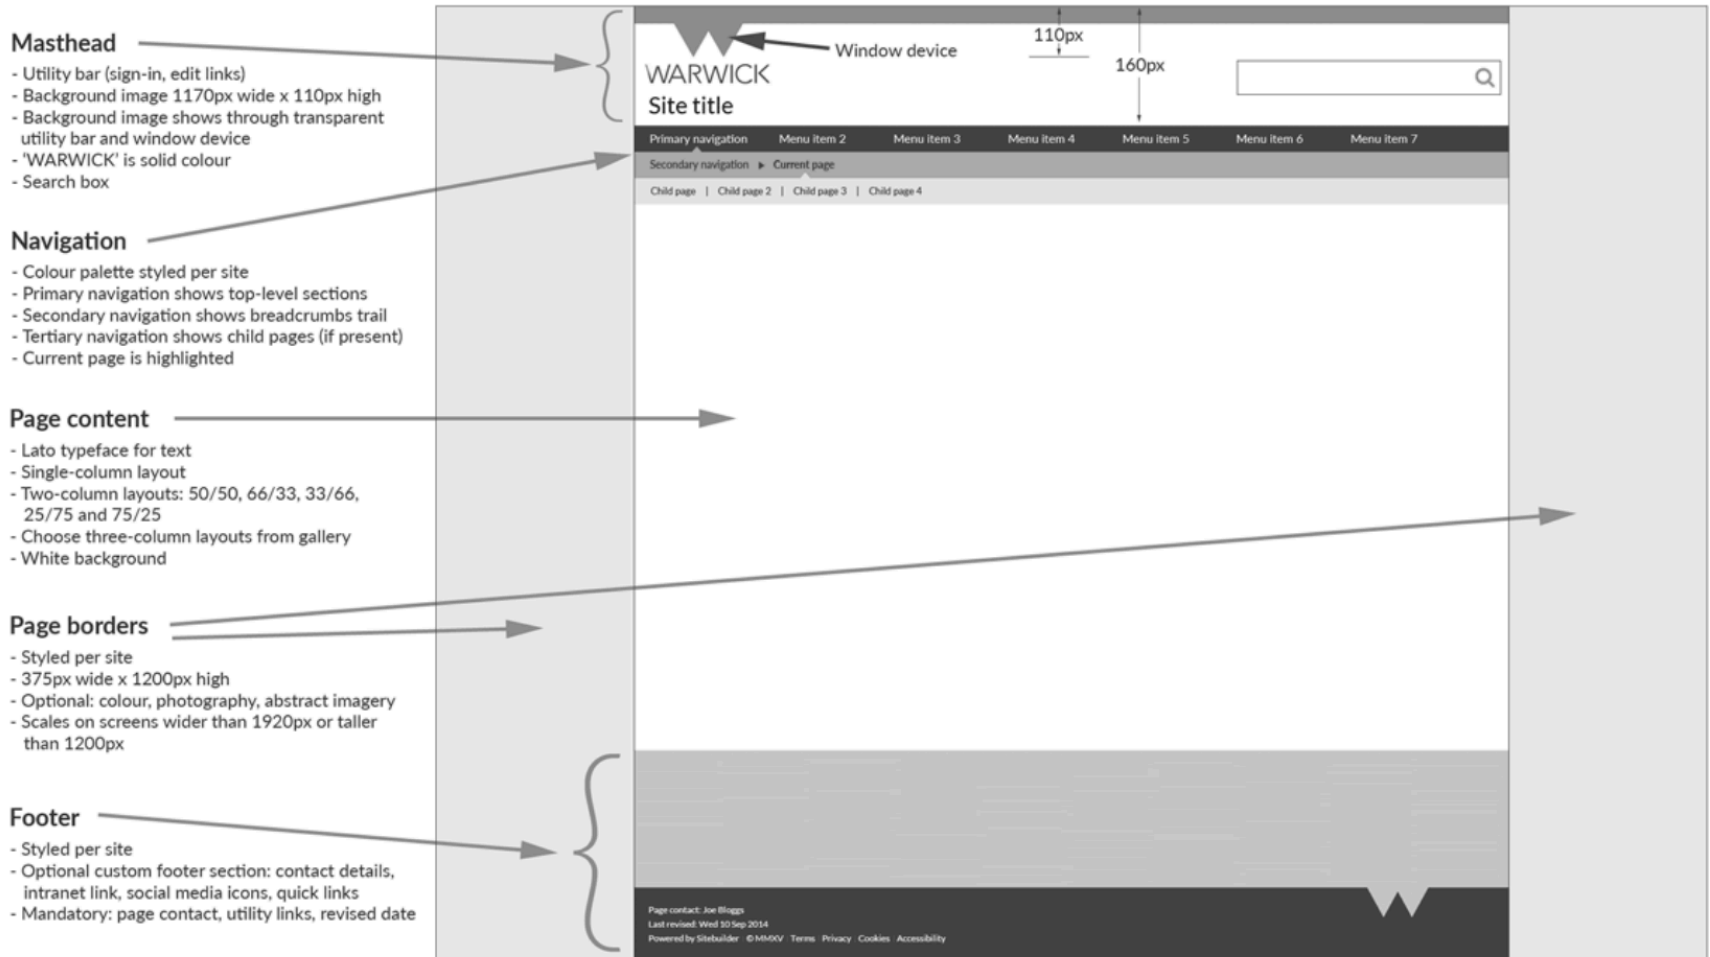 Masthead
- Utility bar (sign-in, edit links)
- Background image 1170px wide x 110px high
- Background image shows through transparent
utility bar and window device
- ‘WARWICK’ is solid colour
- Search box
Navigation
- Colour palette styled per site
- Primary navigation shows top-level sections
- Secondary navigation shows breadcrumbs trail
- Tertiary navigation shows child pages (if present)
- Current page is highlighted
Page content
- Lato typeface for text
- Single-column layout
- Two-column layouts: 50/50, 66/33, 33/66,
25/75 and 75/25
- Choose three-column layouts from gallery
- White background
Page borders
- Styled per site
- 375px wide x 1200px high
- Optional: colour, photography, abstract imagery
- Scales on screens wider than 1920px or taller
than 1200px
Footer
- Styled per site
- Optional custom footer section: contact details,
intranet link, social media icons, quick links
- Mandatory: page contact, utility links, revised date
Window device
110px
160px
WARWICK
Site title
Primary navigation Menu item 2 Menu item 3 Menu item 4 Menu item 5 Menu item 6 Menu item 7
Secondary navigation ▸ Current page
Child page | Child page 2 | Child page 3 | Child page 4
Page contact: Joe Bloggs
Last revised: Wed 10 Sep 2014
Powered by Sitebuilder © MMXV Terms Privacy Cookies Accessibility